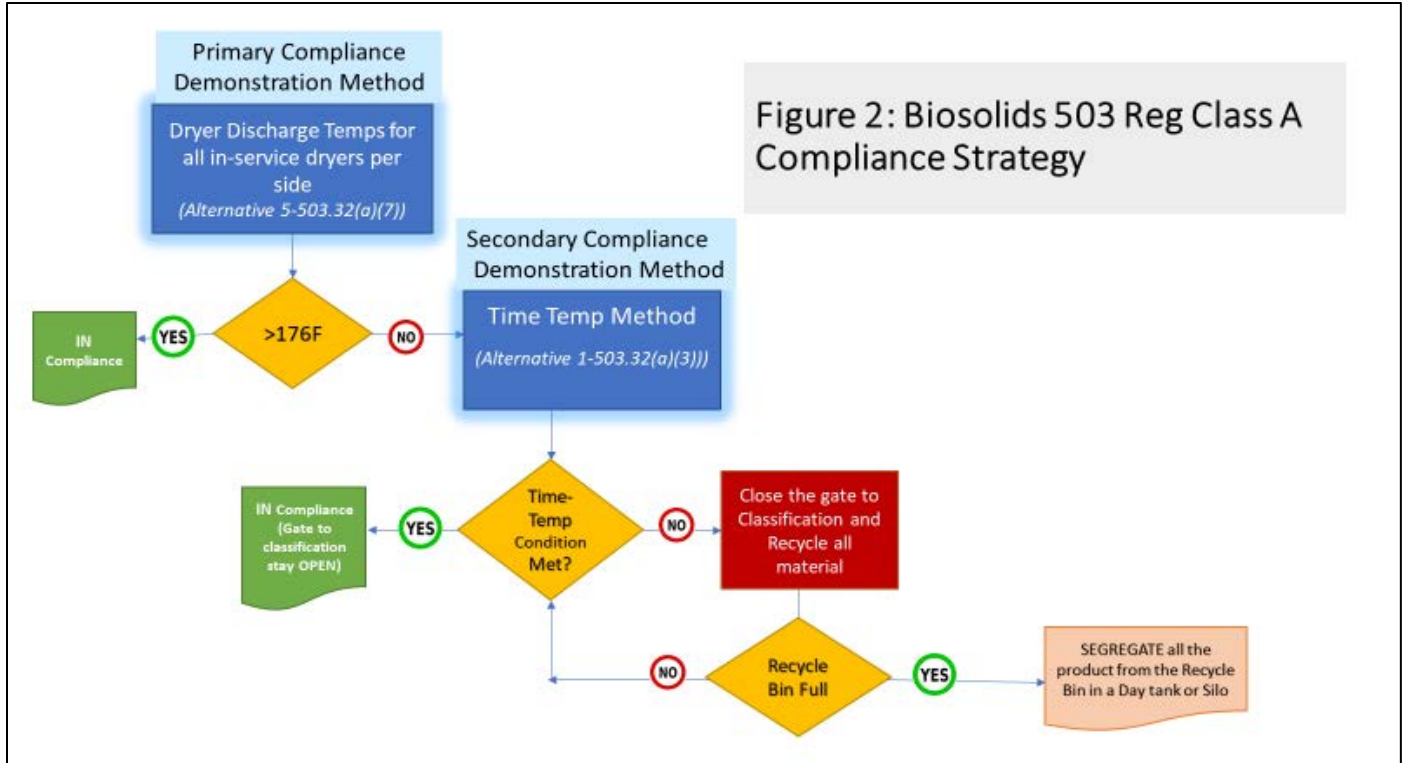 Primary Compliance
Demonstration Method
Dryer Discharge Temps for
all in-service dryers per
side
(Alternative 5-503.32(a)(7))
Figure 2: Biosolids 503 Reg Class A
Compliance Strategy
Secondary Compliance
Demonstration Method
Time Temp Method
(Alternative 1-503.32(a)(3)))
>176F
YES
NO
IN
Compliance
Time-
Temp
Condition
Met?
YES
NO
IN Compliance
(Gate to
classification
stay OPEN)
Close the gate to
Classification and
Recycle all
material
Recycle
Bin Full
NO
YES
SEGREGATE all the
product from the Recycle
Bin in a Day tank or Silo